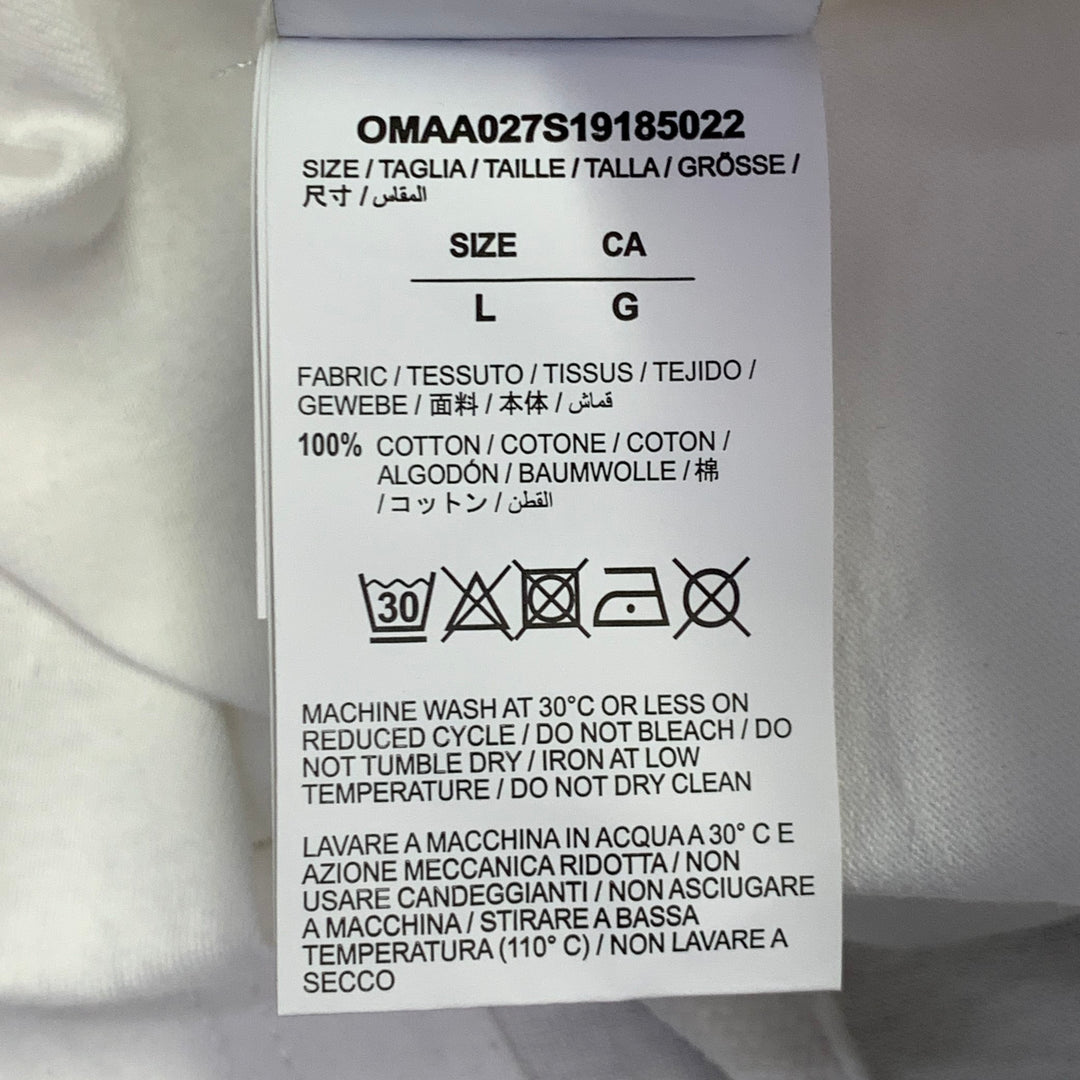 OMAA027S19185022
SIZE / TAGLIA / TAILLE / TALLA / GRÖSSE /
尺寸 / المقاس
SIZE CA
L G
FABRIC / TESSUTO / TISSUS / TEJIDO /
GEWEBE / 面料 / 本体 / قماش
100% COTTON / COTONE / COTON /
ALGODÓN / BAUMWOLLE / 棉
/ コットン / القطن
30
MACHINE WASH AT 30°C OR LESS ON
REDUCED CYCLE / DO NOT BLEACH / DO
NOT TUMBLE DRY / IRON AT LOW
TEMPERATURE / DO NOT DRY CLEAN
LAVARE A MACCHINA IN ACQUA A 30° C E
AZIONE MECCANICA RIDOTTA / NON
USARE CANDEGGIANTI / NON ASCIUGARE
A MACCHINA / STIRARE A BASSA
TEMPERATURA (110° C) / NON LAVARE A
SECCO